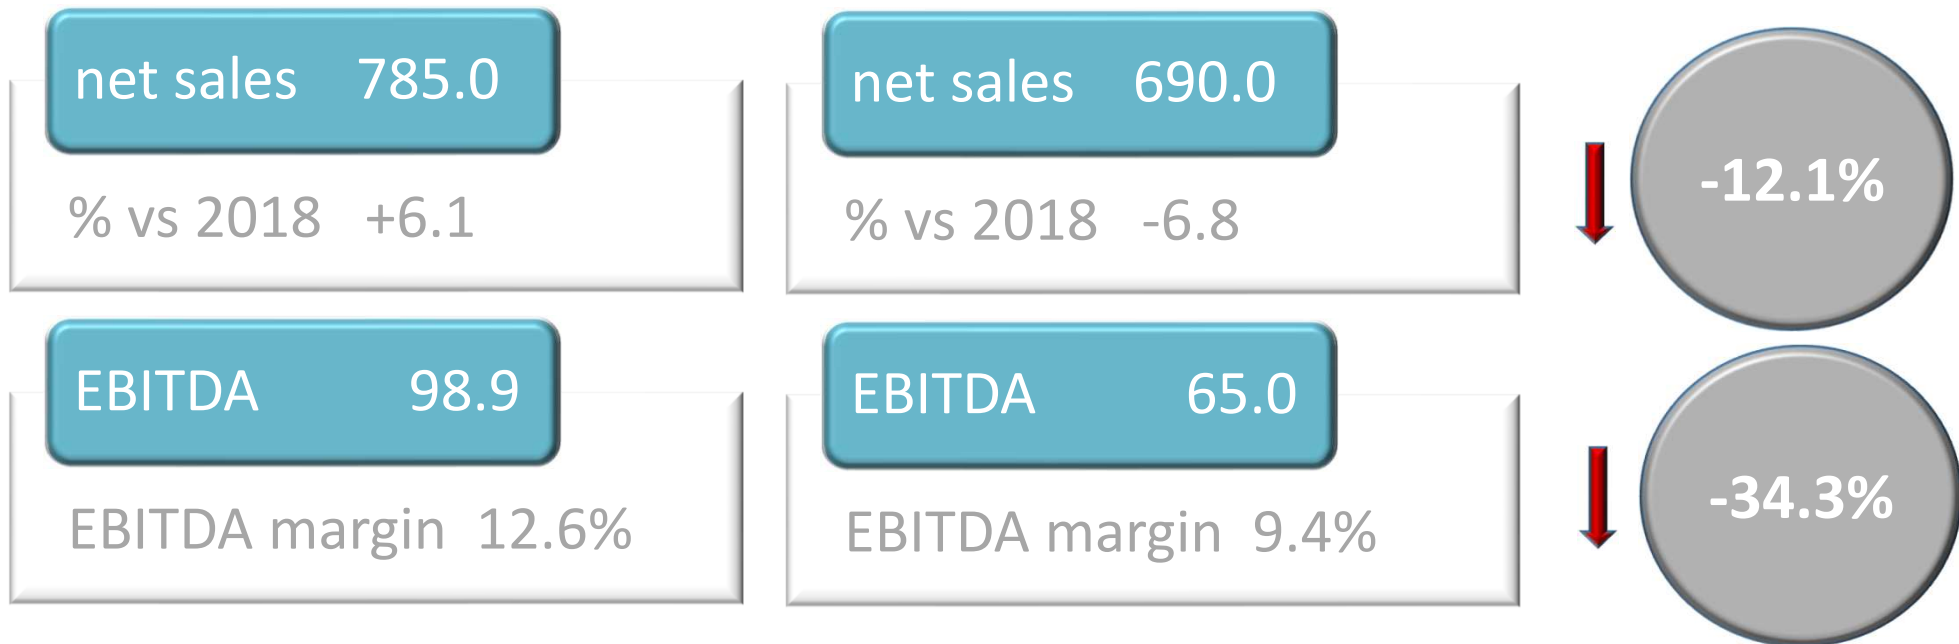 net sales 785.0
% vs 2018 +6.1
net sales 690.0
% vs 2018 -6.8
-12.1%
EBITDA 98.9
EBITDA margin 12.6%
EBITDA 65.0
EBITDA margin 9.4%
-34.3%